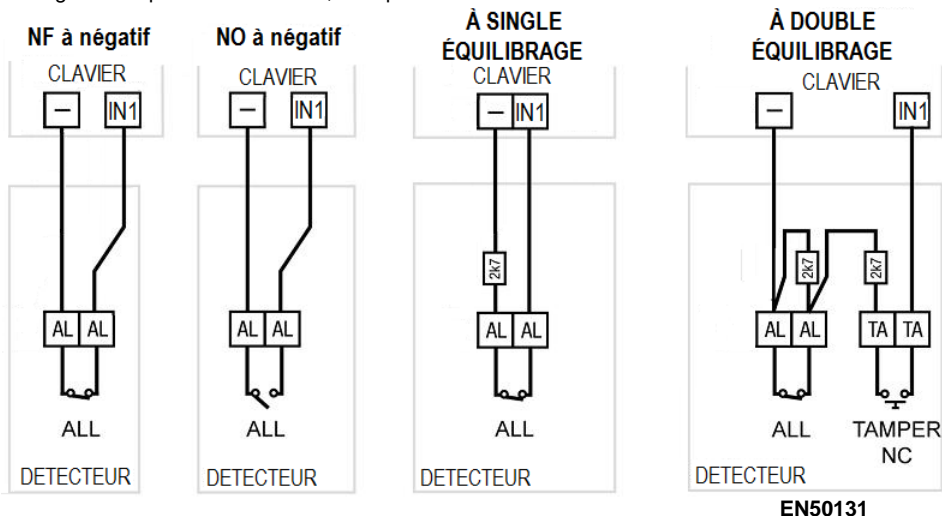 NF à négatif
CLAVIER
– IN1
AL AL
ALL
DETECTEUR
NO à négatif
CLAVIER
– IN1
AL AL
ALL
DETECTEUR
À SINGLE
ÉQUILIBRAGE
CLAVIER
– IN1
2k7
AL AL
ALL
DETECTEUR
À DOUBLE
ÉQUILIBRAGE
CLAVIER
– IN1
2k7 2k7
AL AL TA TA
ALL TAMPER
NC
DETECTEUR
EN50131